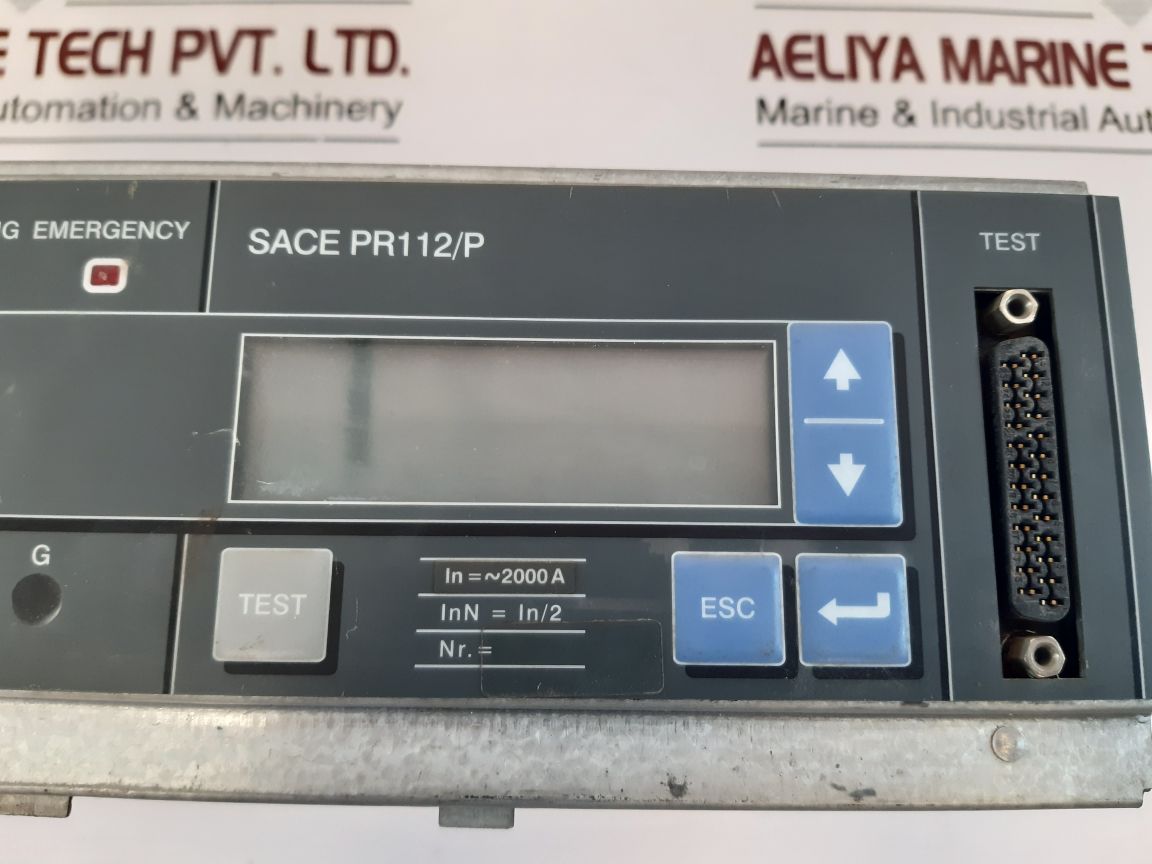 E TECH PVT. LTD.
utomation & Machinery
AELIYA MARINE T
Marine & Industrial Aut
G EMERGENCY
SACE PR112/P
TEST
G
TEST
In=~2000A
InN = In/2
Nr.=
ESC